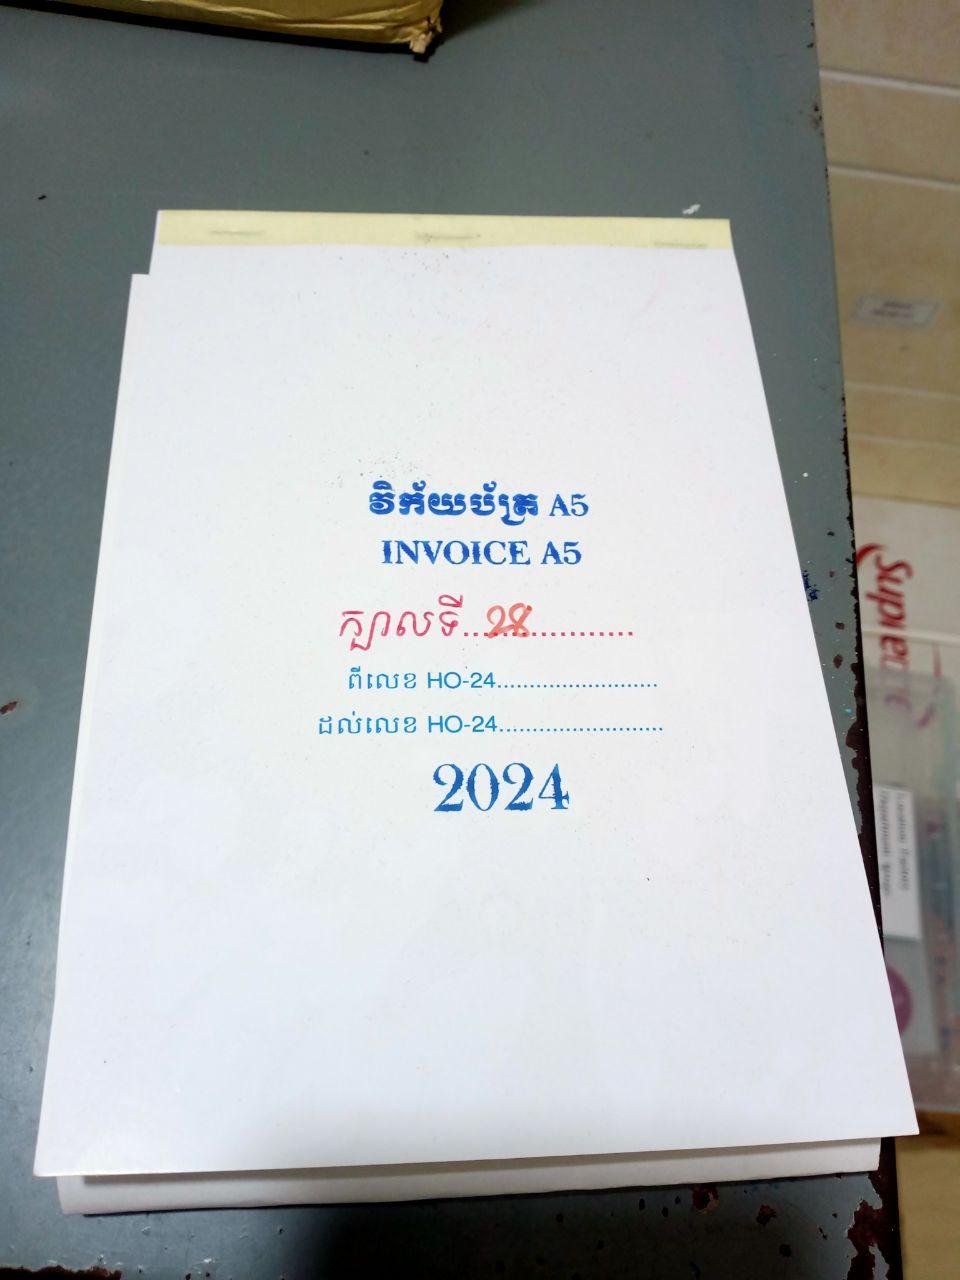 វិក័យប័ត្រ A5
INVOICE A5
ក្បាលទី..................
ពីលេខ HO-24.........................
ដល់លេខ HO-24.........................
2024
Supreme